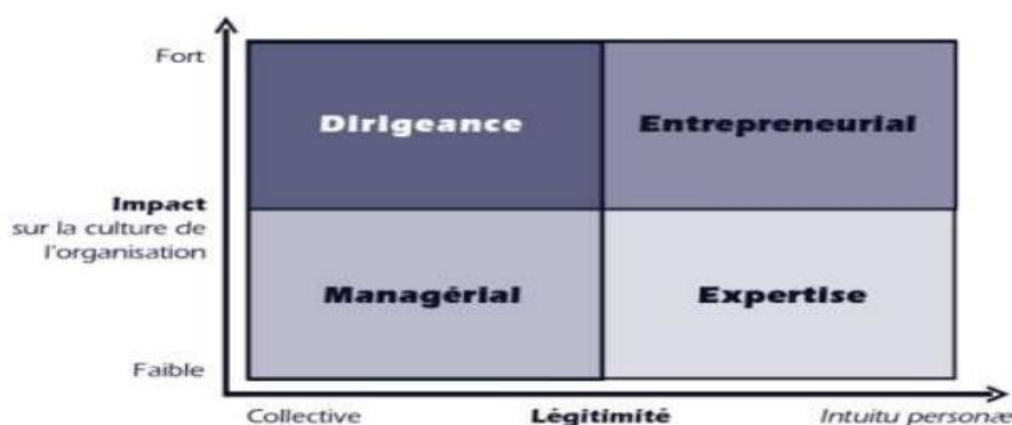 Fort
Dirigeance
Entrepreneurial
Impact
sur la culture de
l'organisation
Managérial
Expertise
Faible
Collective
Légitimité
Intuitu personæ